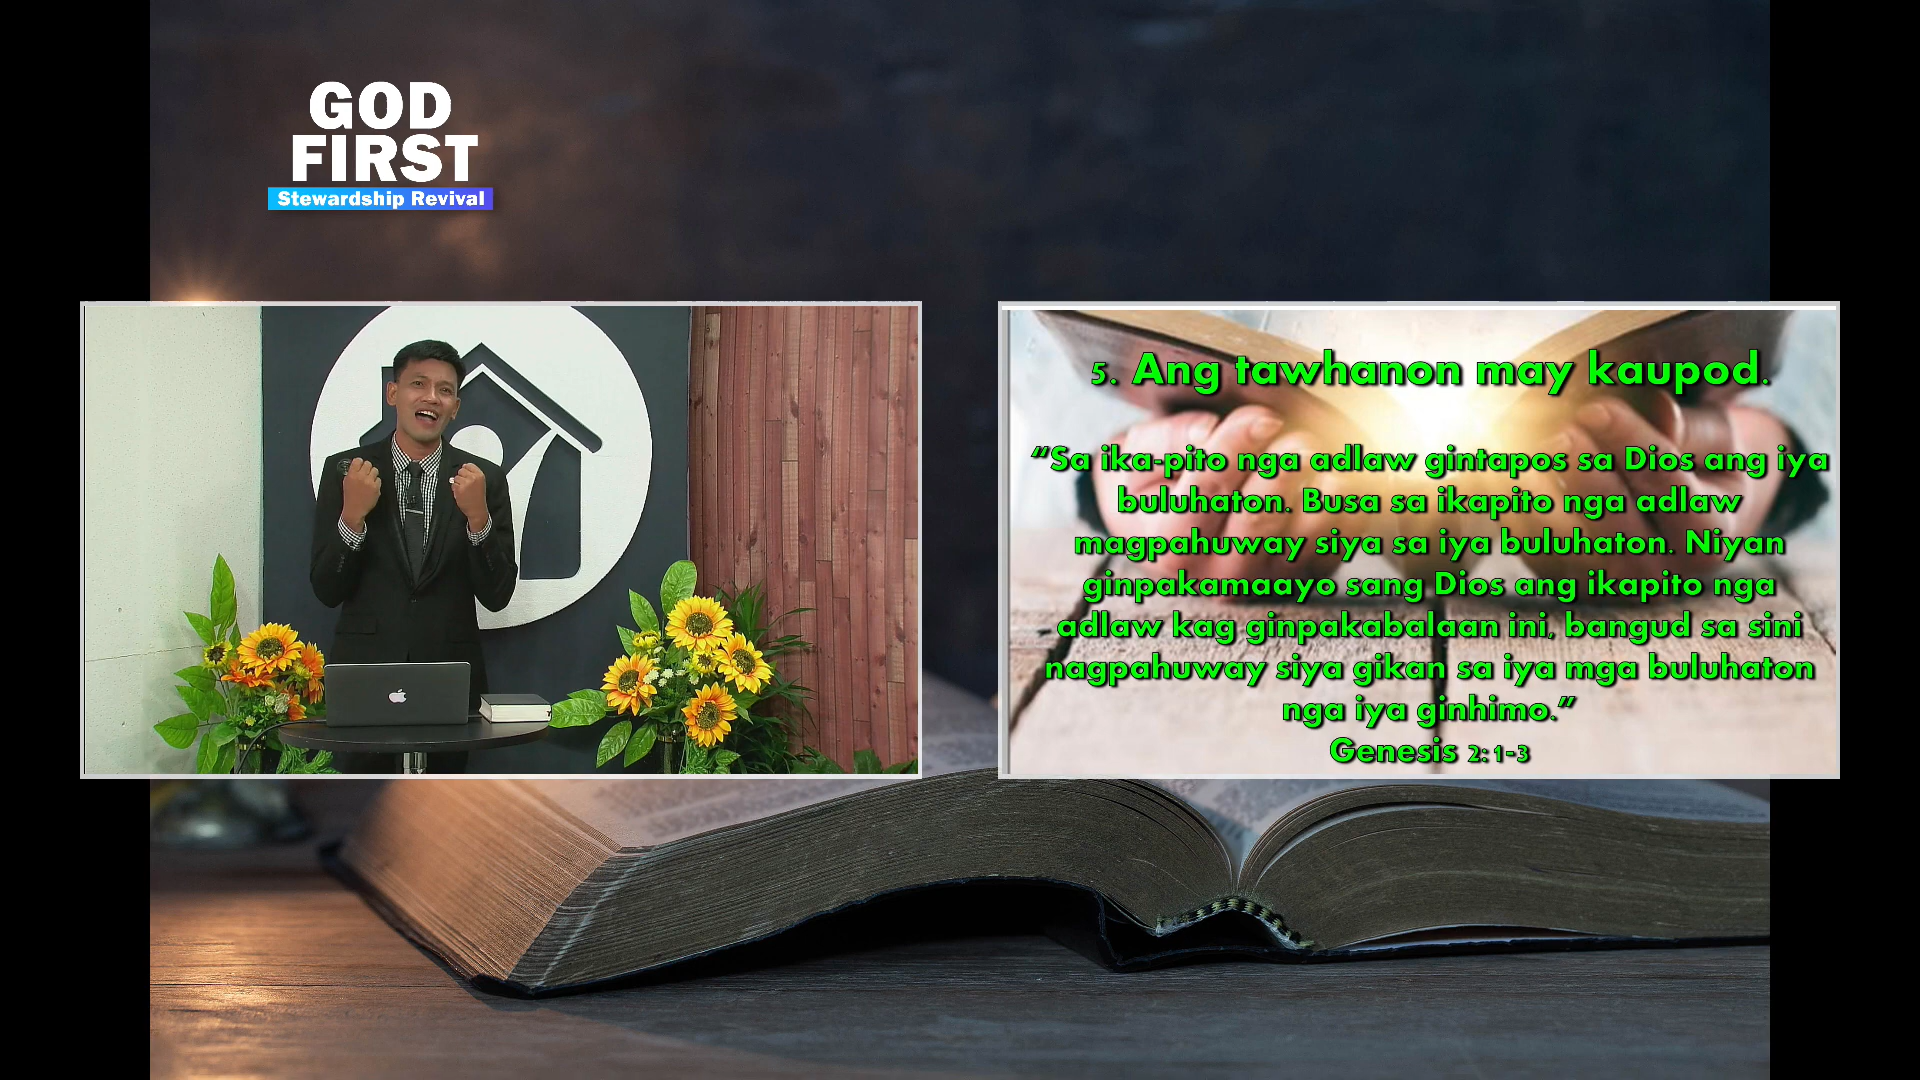 GOD
FIRST
Stewardship Revival
5. Ang tawhanon may kaupod.
“Sa ika-pito nga adlaw gintapos sa Dios ang iya
buluhaton. Busa sa ikapito nga adlaw
magpahuway siya sa iya buluhaton. Niyan
ginpakamaayo sang Dios ang ikapito nga
adlaw kag ginpakabalaan ini, bangud sa sini
nagpahuway siya gikan sa iya mga buluhaton
nga iya ginhimo.”
Genesis 2:1-3